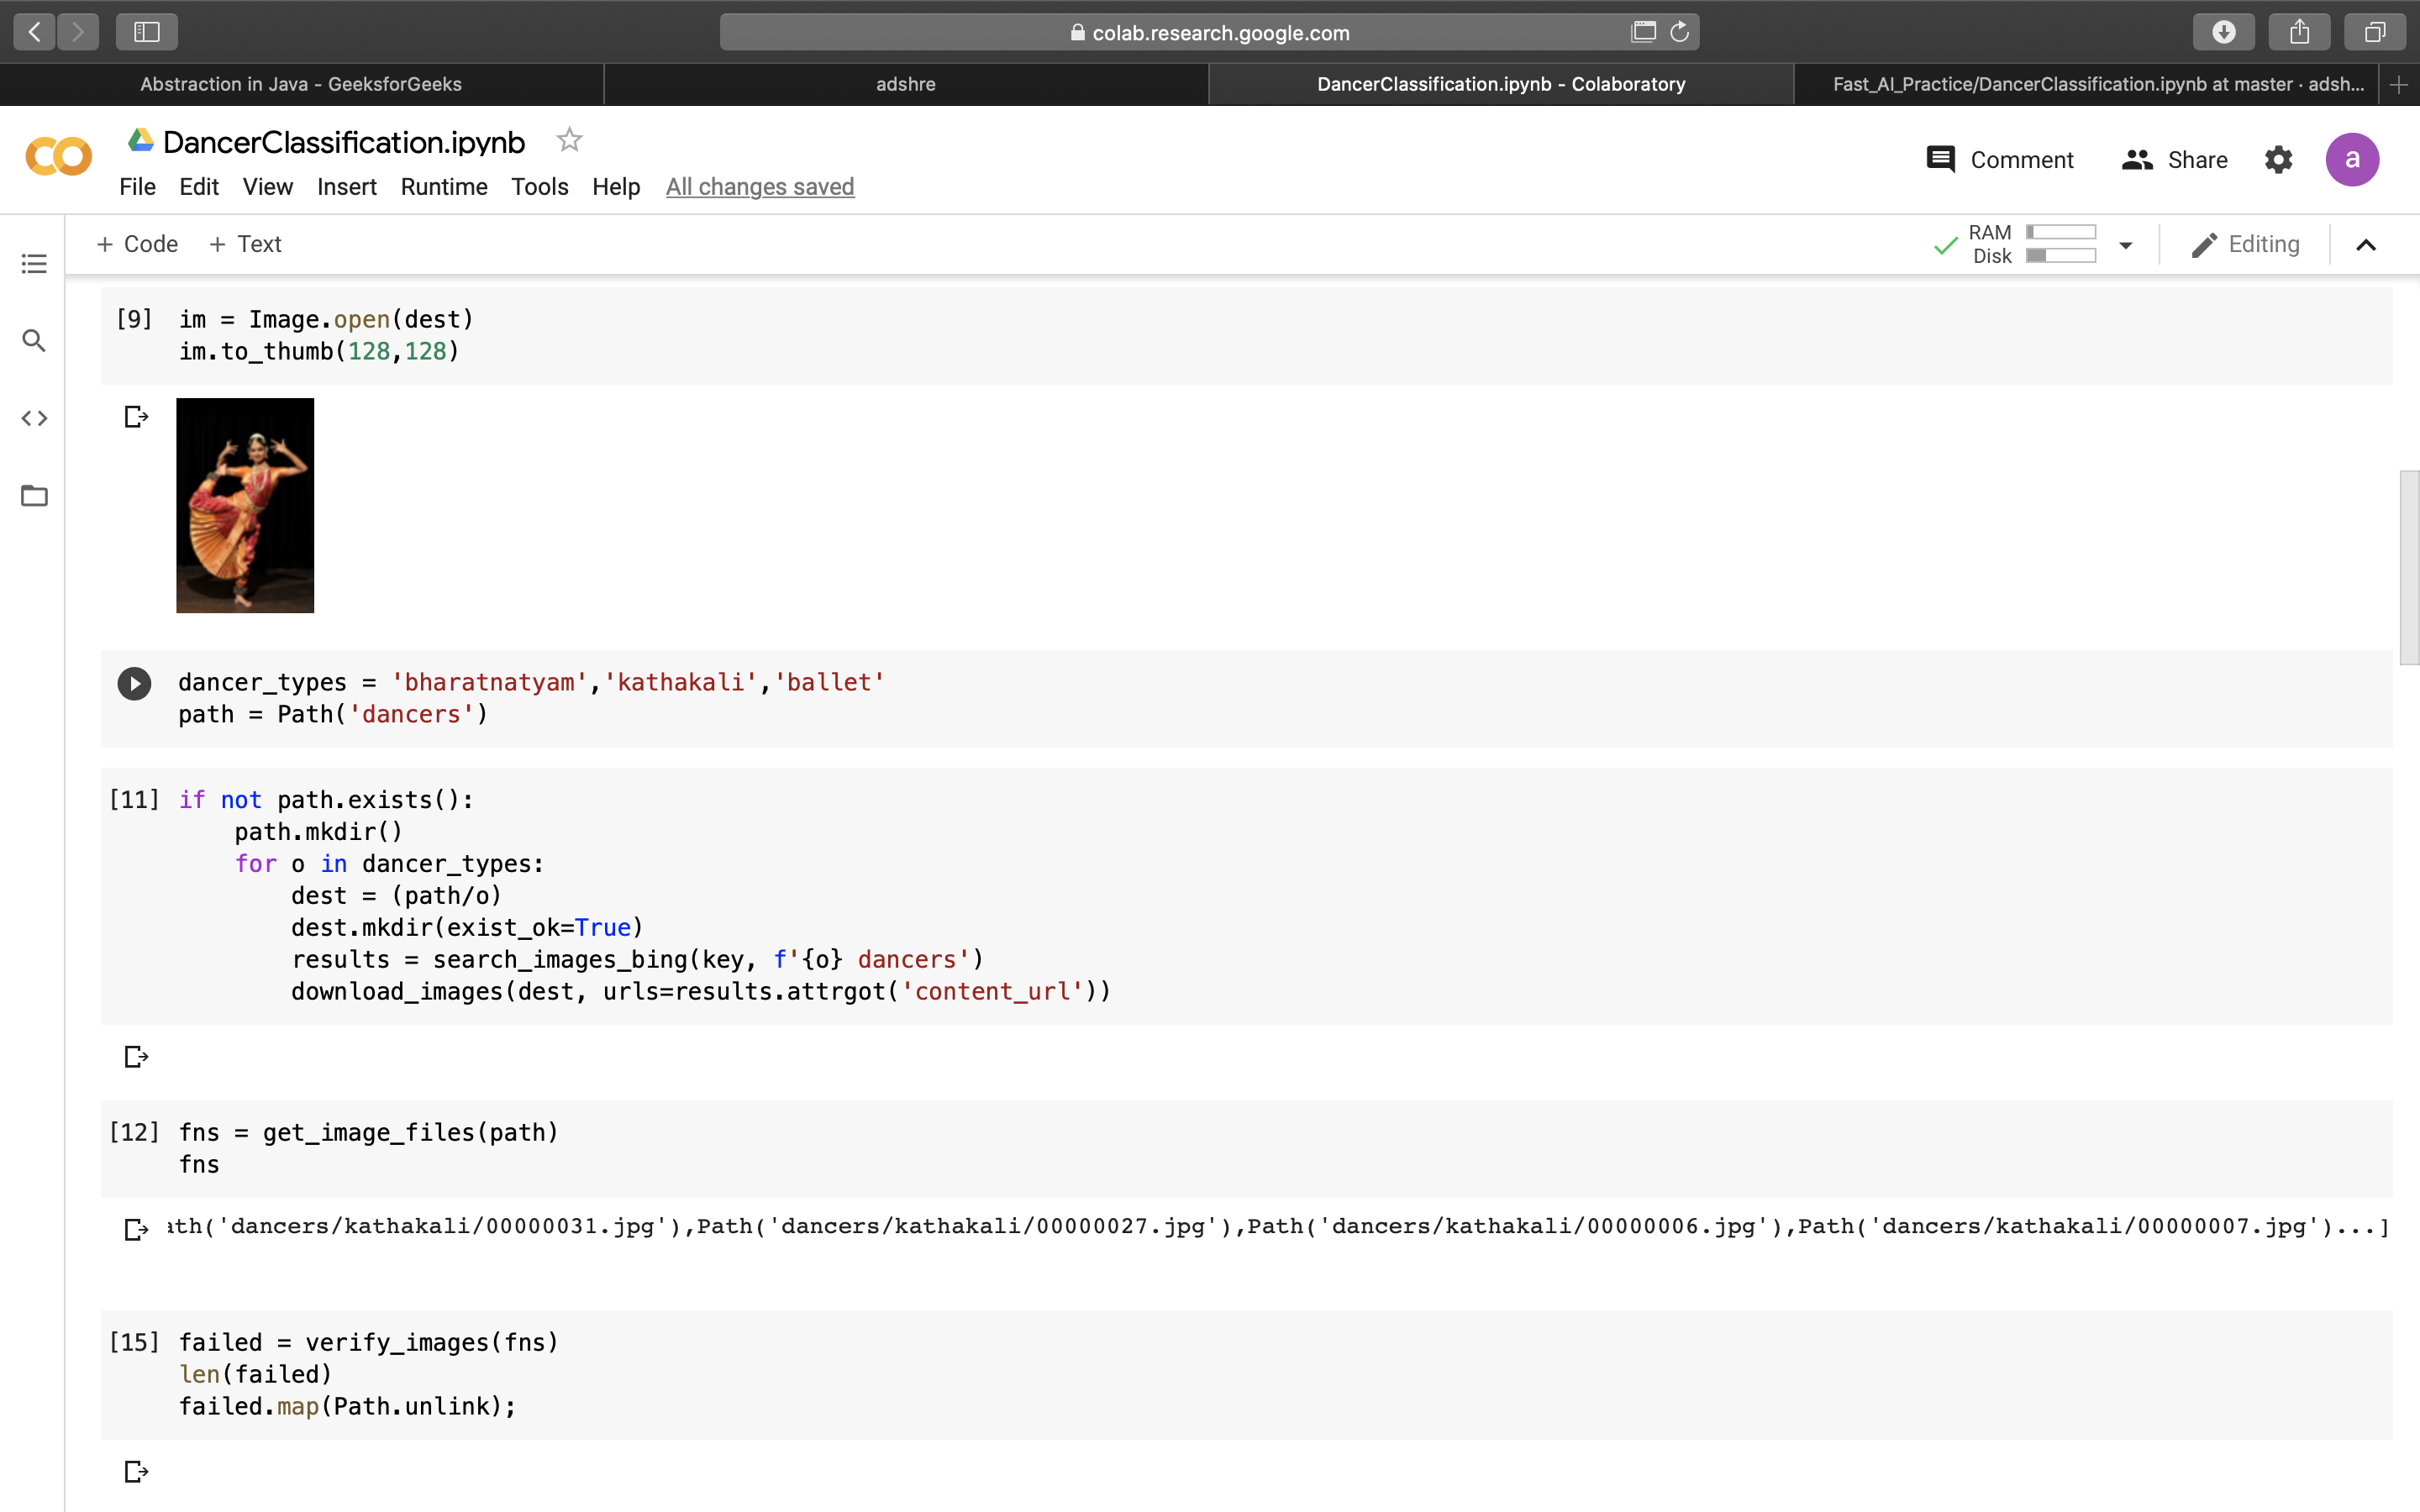 colab.research.google.com
Abstraction in Java - GeeksforGeeks
adshre
DancerClassification.ipynb - Colaboratory
Fast_AI_Practice/DancerClassification.ipynb at master · adsh...
DancerClassification.ipynb
File Edit View Insert Runtime Tools Help All changes saved
Comment
Share
a
+ Code + Text
RAM
Disk
Editing
[9] im = Image.open(dest)
im.to_thumb(128,128)
dancer_types = 'bharatnatyam','kathakali','ballet'
path = Path('dancers')
[11] if not path.exists():
    path.mkdir()
    for o in dancer_types:
        dest = (path/o)
        dest.mkdir(exist_ok=True)
        results = search_images_bing(key, f'{o} dancers')
        download_images(dest, urls=results.attrgot('content_url'))
[12] fns = get_image_files(path)
fns
ath('dancers/kathakali/00000031.jpg'),Path('dancers/kathakali/00000027.jpg'),Path('dancers/kathakali/00000006.jpg'),Path('dancers/kathakali/00000007.jpg')...]
[15] failed = verify_images(fns)
len(failed)
failed.map(Path.unlink);